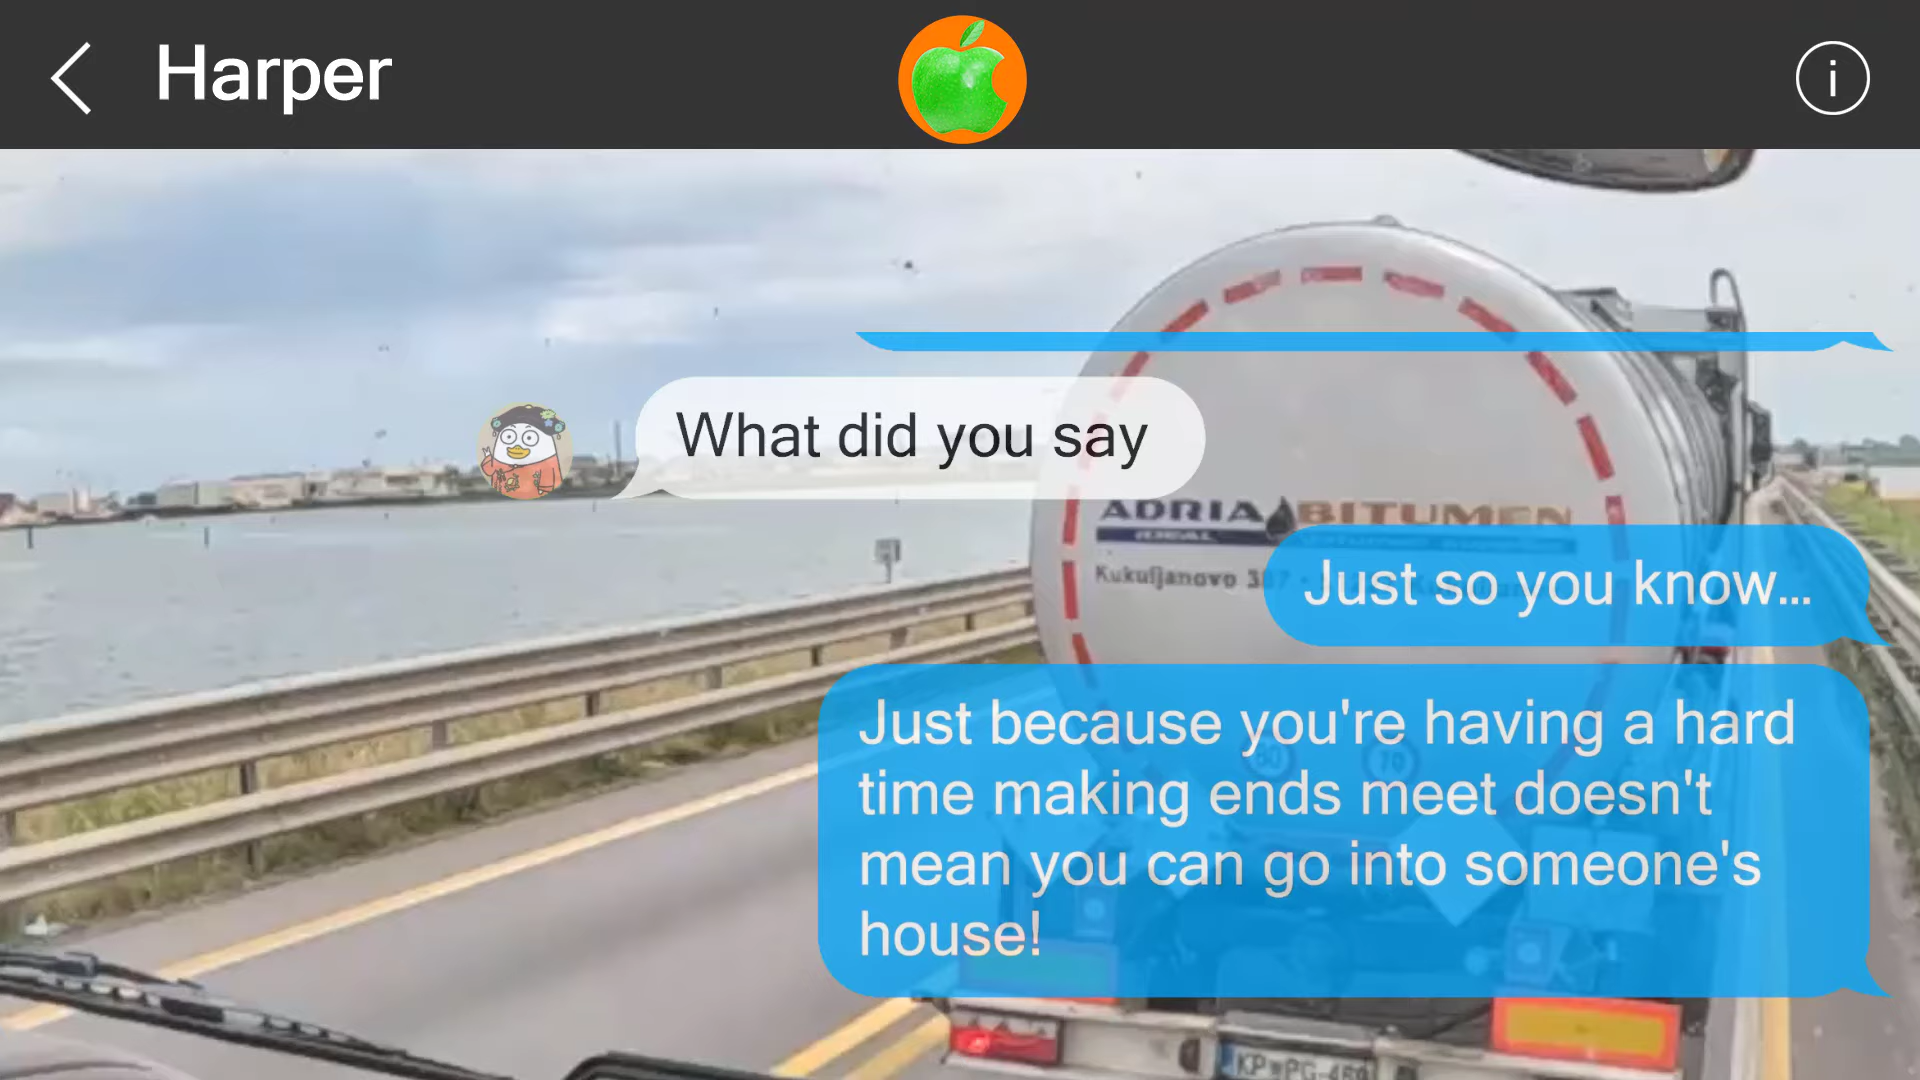 Harper
i
What did you say
ADRIA BITUMEN
Kukuljanovo
Just so you know...
Just because you're having a hard
time making ends meet doesn't
mean you can go into someone's
house!